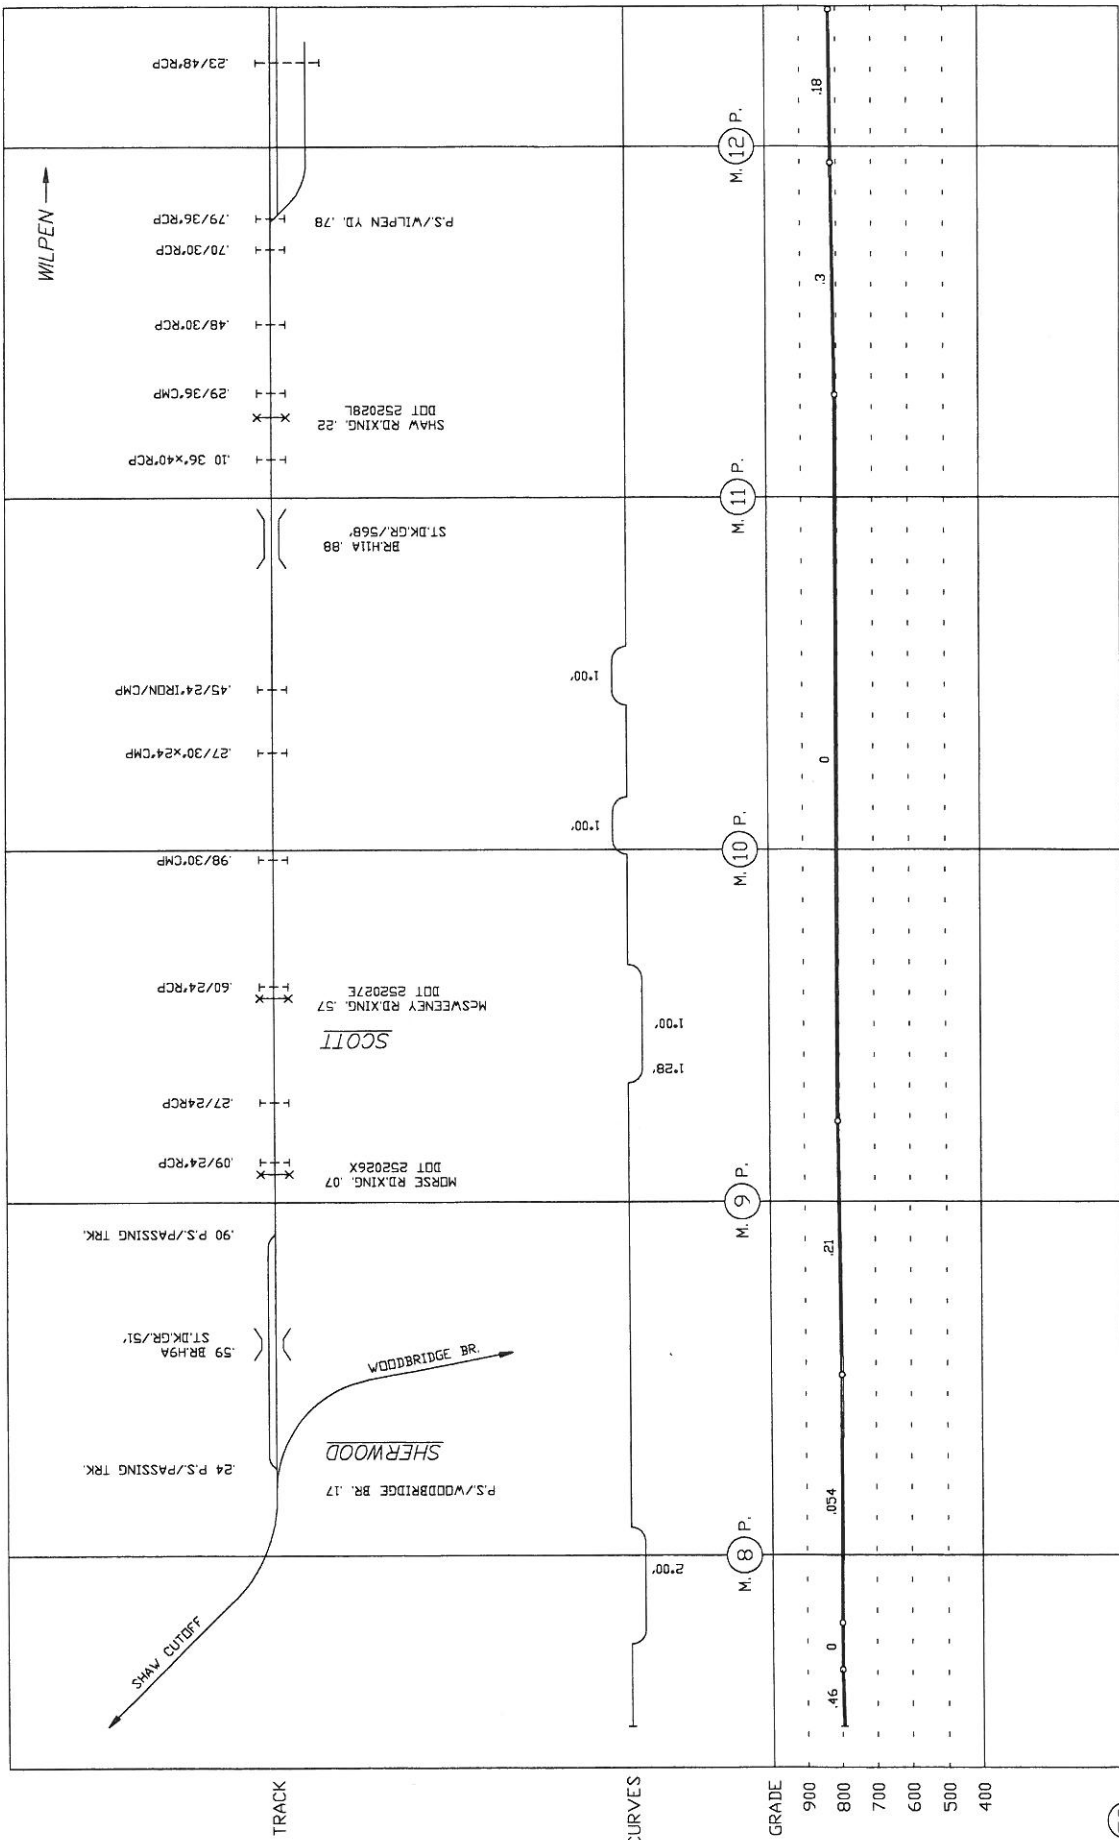 WILPEN
.23/48"RCP
.79/36"RCP
P.S./WILPEN YD. .78
.70/30"RCP
.48/30"RCP
.29/36"CMP
SHAW RD.XING. .22
DOT 252028L
.10 36"x40"RCP
BR.H11A .88
ST.DK.GR./568'
.45/24"IRON/CMP
.27/30"x24"CMP
.98/30"CMP
.60/24"RCP
McSWEENEY RD.XING. .57
DOT 252027E
SCOTT
.27/24RCP
.09/24"RCP
MORSE RD.XING. .07
DOT 252026X
.90 P.S./PASSING TRK.
.59 BR.H9A
ST.DK.GR./51'
WOODBRIDGE BR.
SHERWOOD
.24 P.S./PASSING TRK.
P.S./WOODBRIDGE BR. .17
SHAW CUTOFF
TRACK
1°00'
1°00'
1°00'
1°28'
2°00'
CURVES
M. 12 P.
M. 11 P.
M. 10 P.
M. 9 P.
M. 8 P.
.18
.3
0
.21
.054
0
.46
GRADE
900
800
700
600
500
400